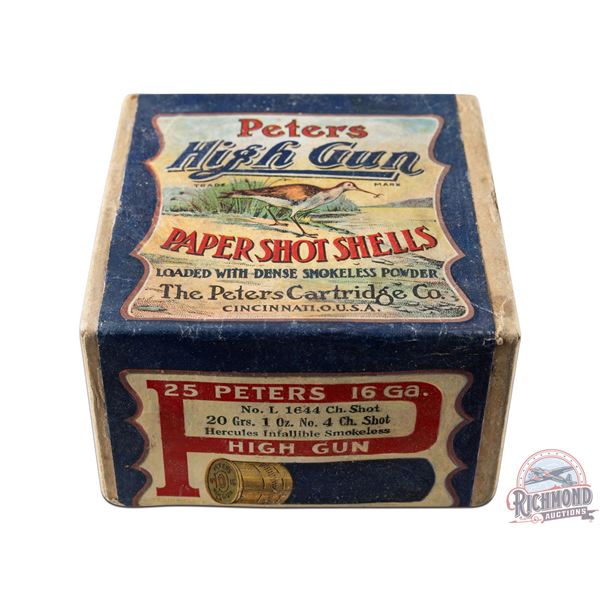 Peters
High Gun
TRADE MARK
PAPER SHOT SHELLS
LOADED WITH DENSE SMOKELESS POWDER
The Peters Cartridge Co.
CINCINNATI, O.U.S.A.
25 PETERS 16 Ga.
No. L 1644 Ch. Shot
20 Grs. 1 Oz. No. 4 Ch. Shot
Hercules Infallible Smokeless
HIGH GUN
RICHMOND
AUCTIONS